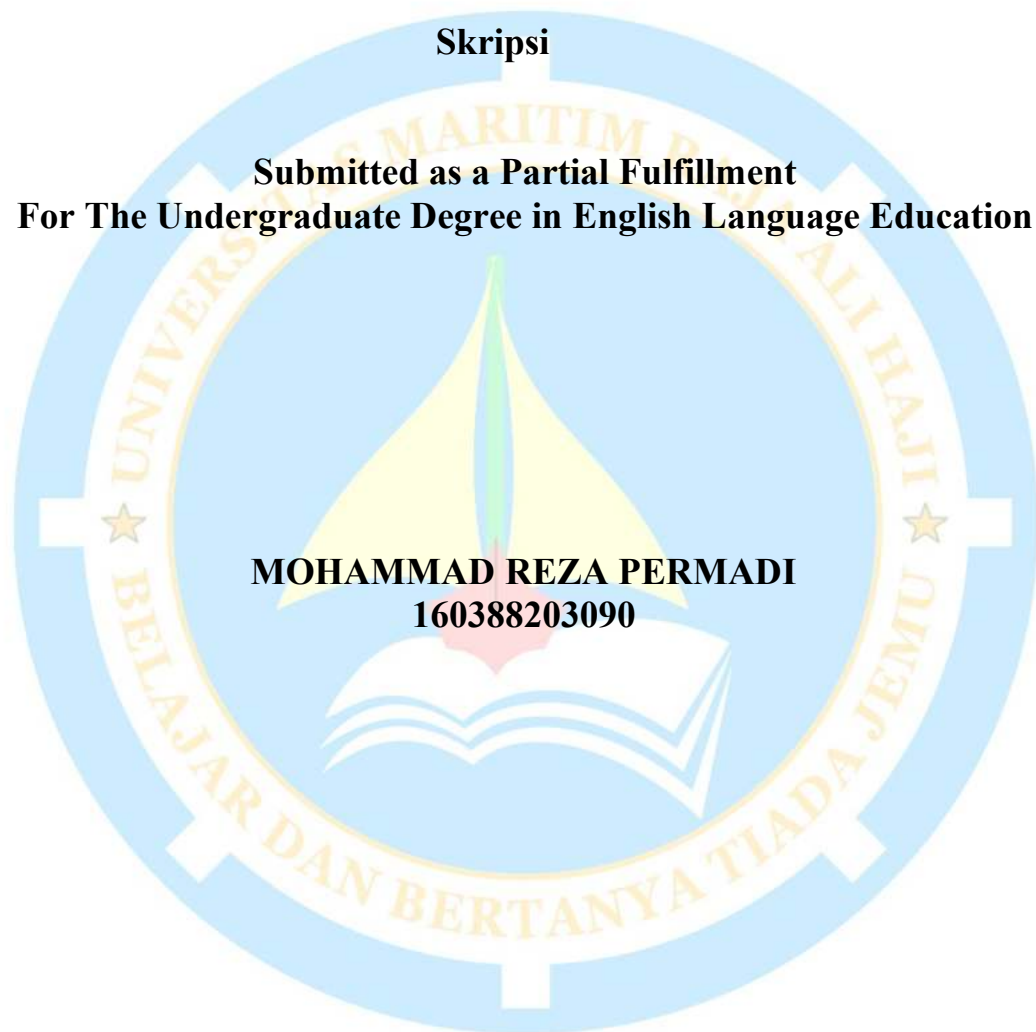 Skripsi
Submitted as a Partial Fulfillment
For The Undergraduate Degree in English Language Education
MOHAMMAD REZA PERMADI
160388203090
UNIVERSITAS MARITIM RAJA ALI HAJI
BELAJAR DAN BERTANYA TIADA JEMU